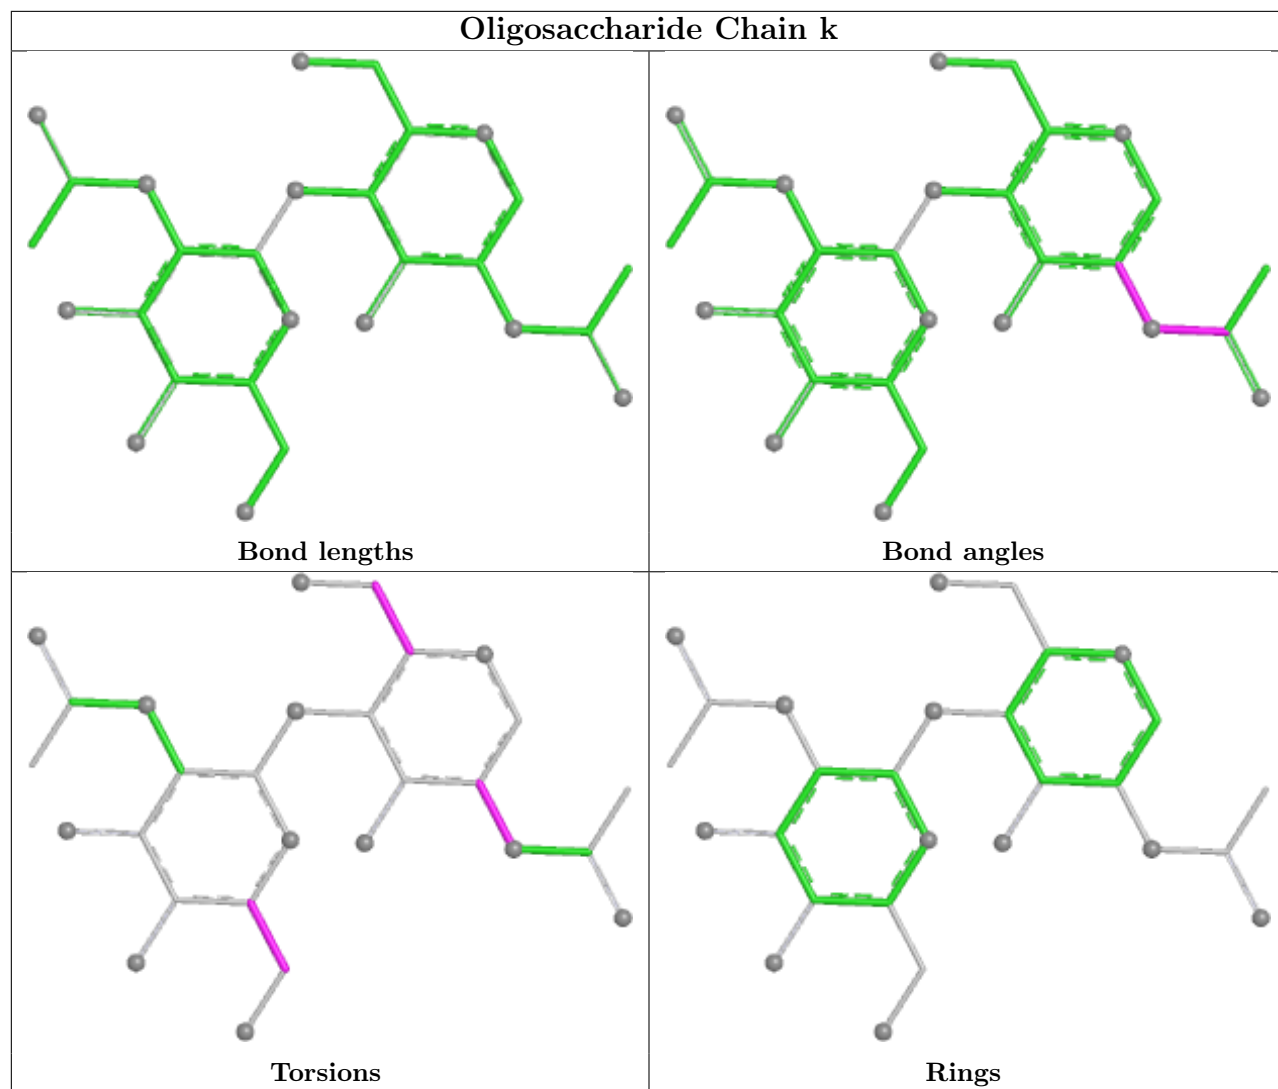 Oligosaccharide Chain k
Bond lengths
Bond angles
Torsions
Rings